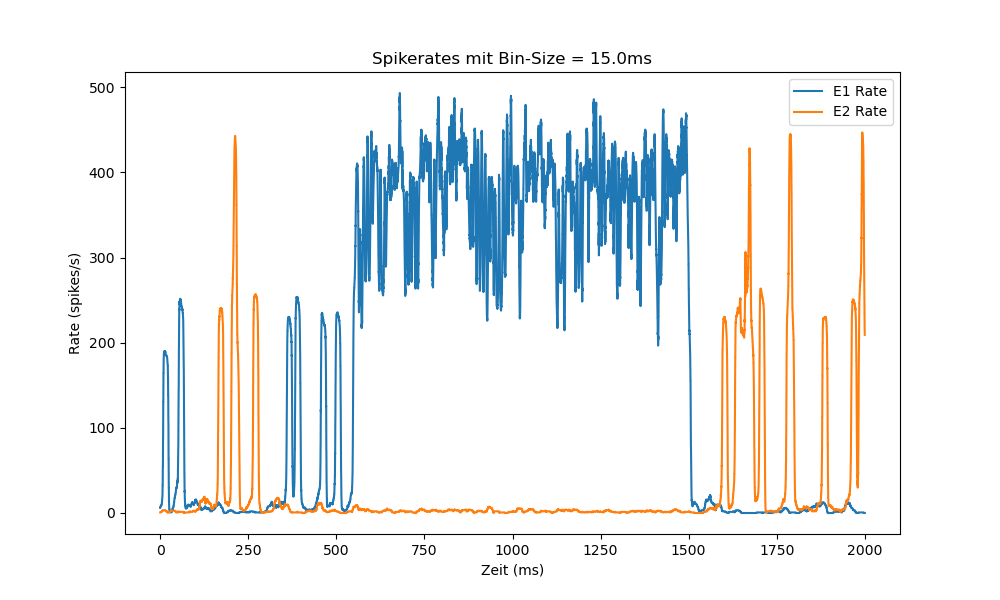 Spikerates mit Bin-Size = 15.0ms
E1 Rate
E2 Rate
500
400
300
200
100
0
Rate (spikes/s)
0 250 500 750 1000 1250 1500 1750 2000
Zeit (ms)